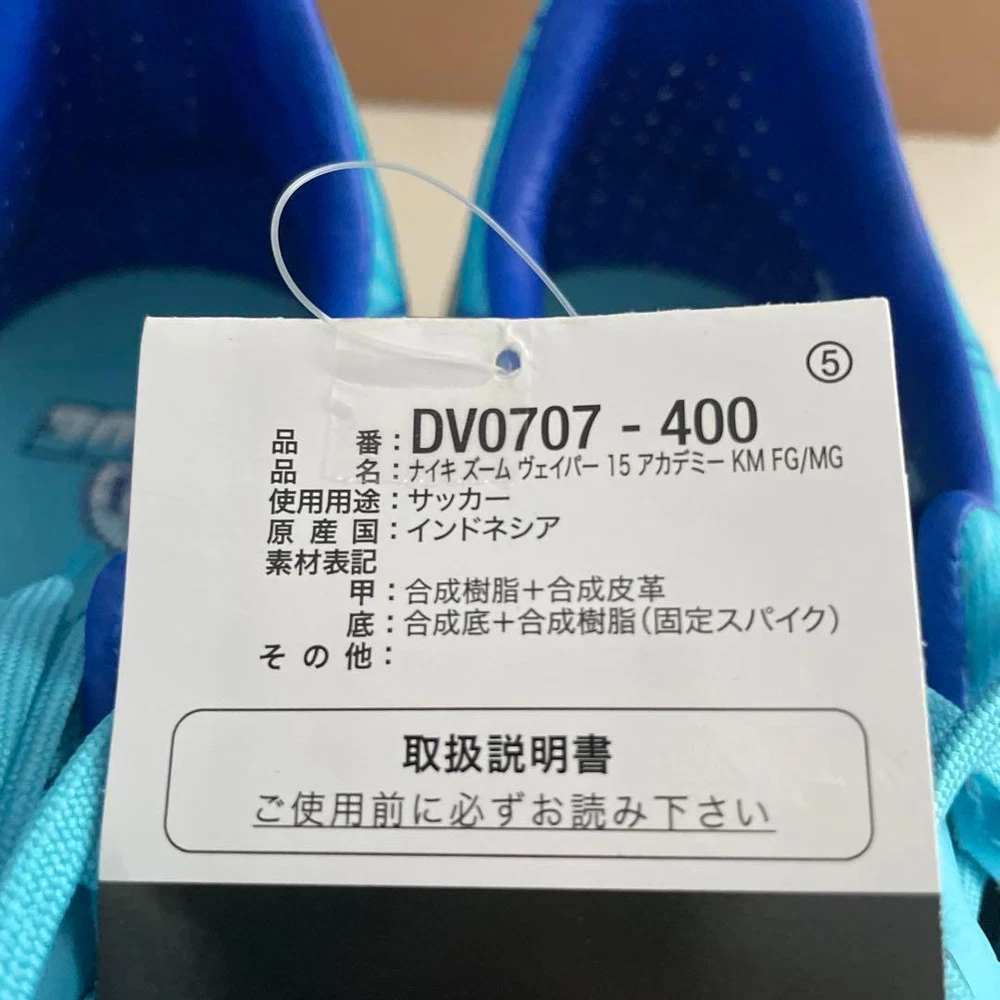 ⑤
品番：DV0707 - 400
品名：ナイキ ズーム ヴェイパー 15 アカデミー KM FG/MG
使用用途：サッカー
原産国：インドネシア
素材表記
甲：合成樹脂＋合成皮革
底：合成底＋合成樹脂（固定スパイク）
その他：
取扱説明書
ご使用前に必ずお読み下さい